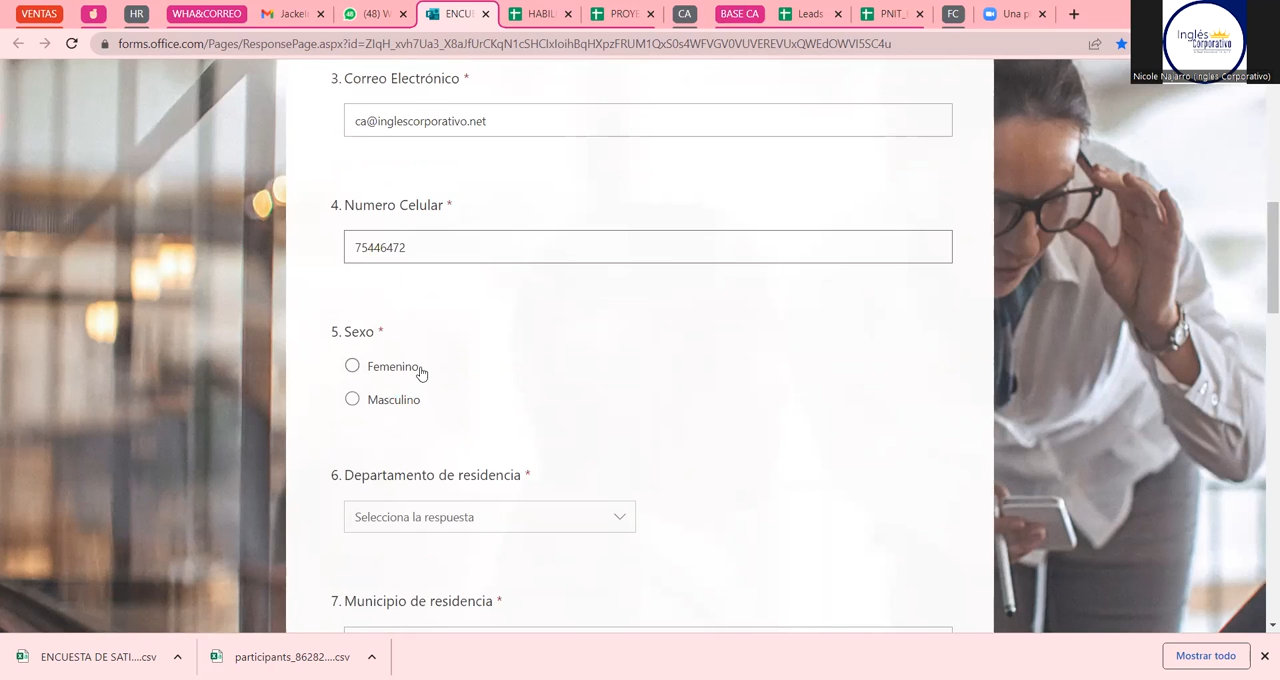 VENTAS
HR
WHA&CORREO
Jackel
(48) W
ENCU
HABIL
PROYE
CA
BASE CA
Leads
PNIT_
FC
Una p
forms.office.com/Pages/ResponsePage.aspx?id=ZIqH_xvh7Ua3_X8aJfUrCKqN1cSHCIxIoihBqHXpzFRUM1QxS0s4WFVGV0VUVEREVUxQWEdOWVI5SC4u
Inglés
Corporativo
Nicole Najarro (Ingles Corporativo)
3. Correo Electrónico *
ca@inglescorporativo.net
4. Numero Celular *
75446472
5. Sexo *
Femenino
Masculino
6. Departamento de residencia *
Selecciona la respuesta
7. Municipio de residencia *
ENCUESTA DE SATI....csv
participants_86282....csv
Mostrar todo